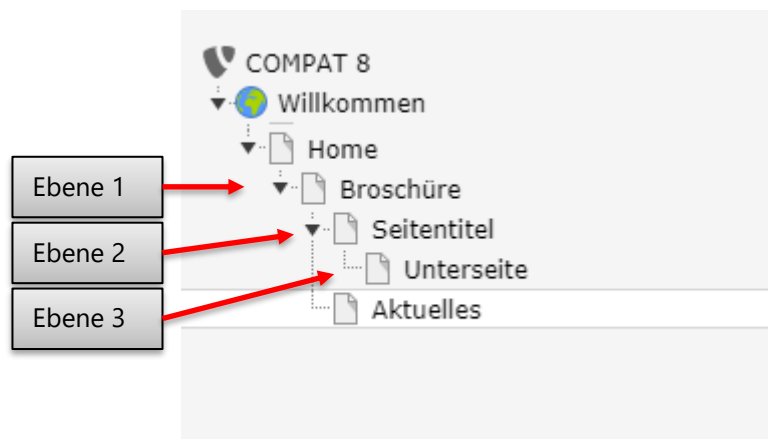 COMPAT 8
Willkommen
Home
Ebene 1
Broschüre
Ebene 2
Seitentitel
Unterseite
Ebene 3
Aktuelles